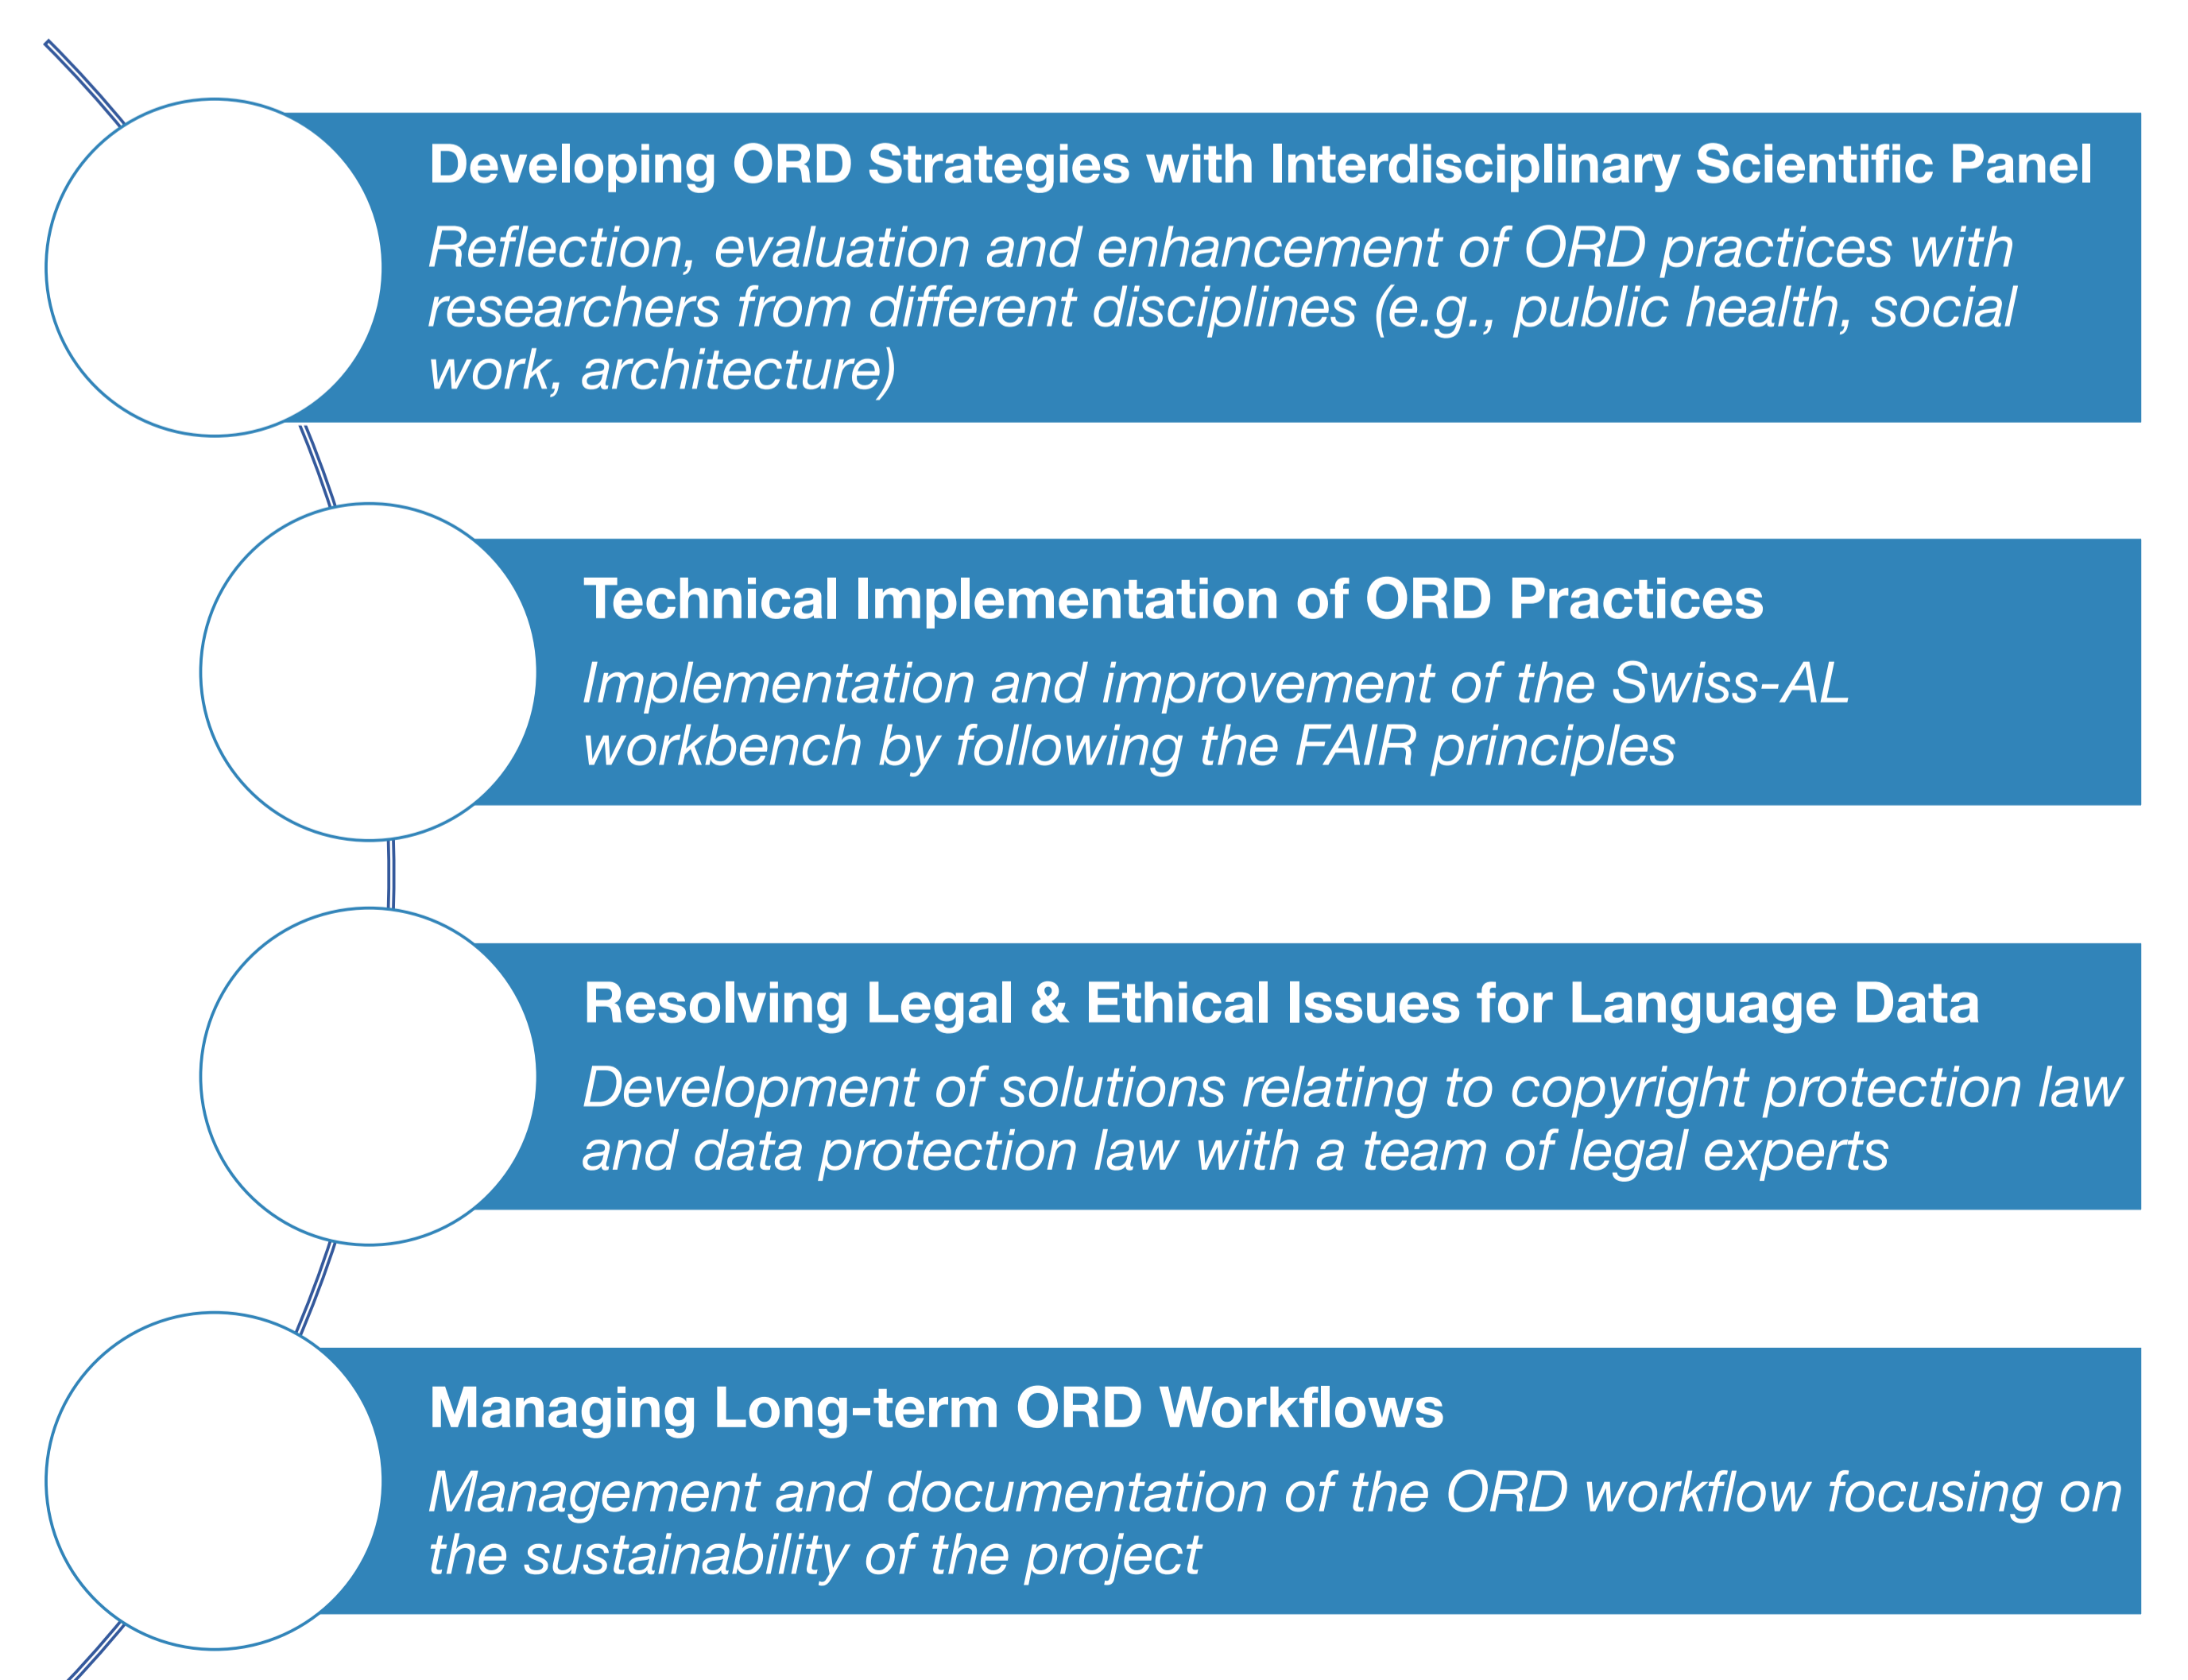 Developing ORD Strategies with Interdisciplinary Scientific Panel
Reflection, evaluation and enhancement of ORD practices with
researchers from different disciplines (e.g., public health, social
work, architecture)
Technical Implementation of ORD Practices
Implementation and improvement of the Swiss-AL
workbench by following the FAIR principles
Resolving Legal & Ethical Issues for Language Data
Development of solutions relating to copyright protection law
and data protection law with a team of legal experts
Managing Long-term ORD Workflows
Management and documentation of the ORD workflow focusing on
the sustainability of the project